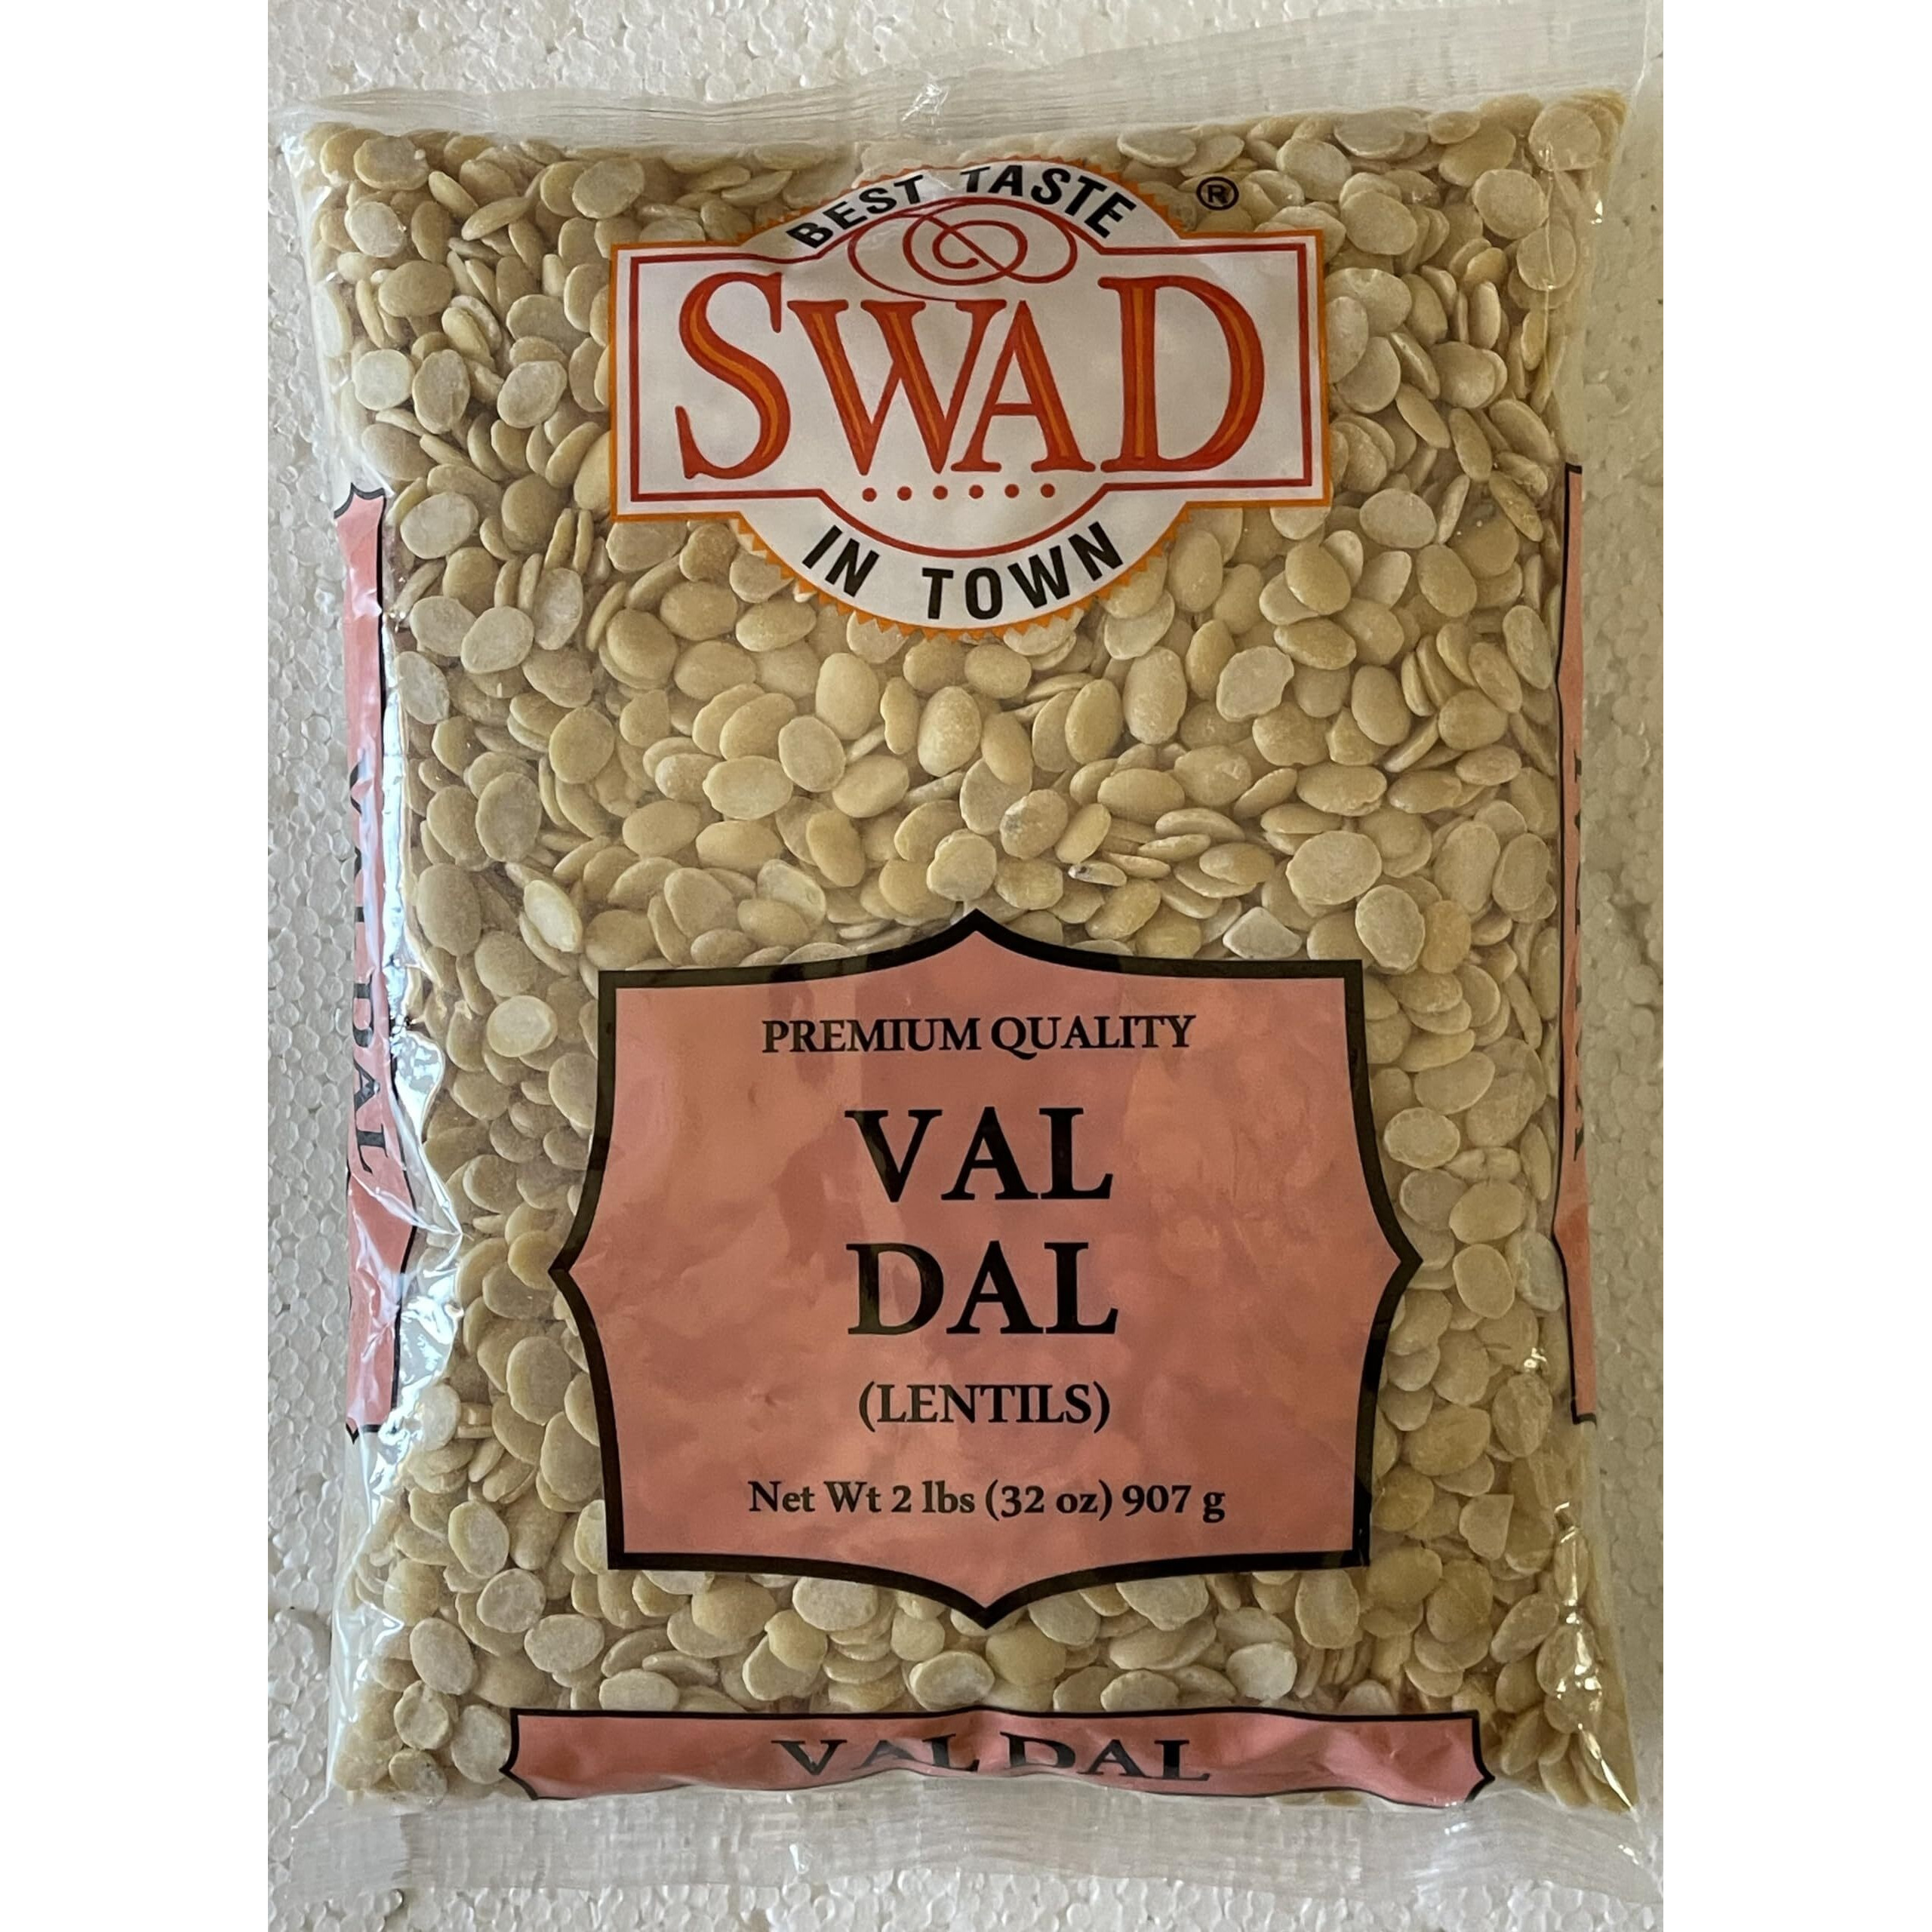 BEST TASTE
®
SWAD
IN TOWN
PREMIUM QUALITY
VAL
DAL
(LENTILS)
Net Wt 2 lbs (32 oz) 907 g
VAL DAL
VAL DAL